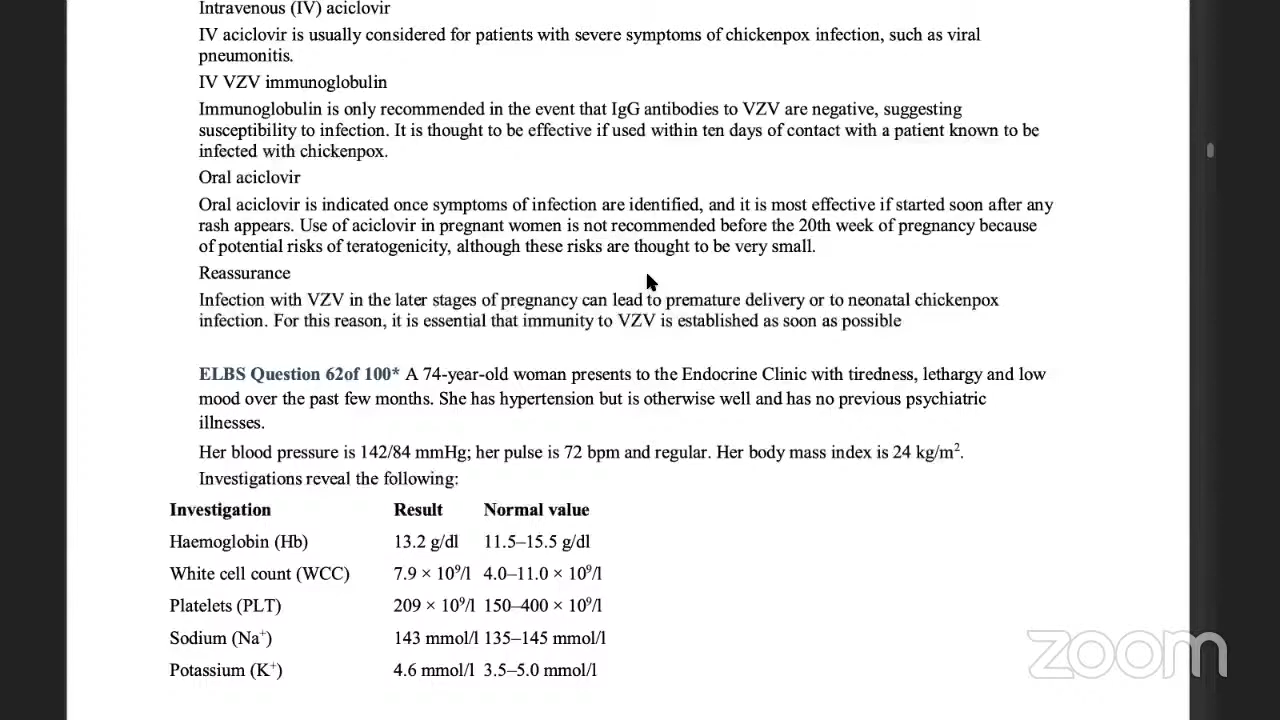 Intravenous (IV) aciclovir
IV aciclovir is usually considered for patients with severe symptoms of chickenpox infection, such as viral
pneumonitis.
IV VZV immunoglobulin
Immunoglobulin is only recommended in the event that IgG antibodies to VZV are negative, suggesting
susceptibility to infection. It is thought to be effective if used within ten days of contact with a patient known to be
infected with chickenpox.
Oral aciclovir
Oral aciclovir is indicated once symptoms of infection are identified, and it is most effective if started soon after any
rash appears. Use of aciclovir in pregnant women is not recommended before the 20th week of pregnancy because
of potential risks of teratogenicity, although these risks are thought to be very small.
Reassurance
Infection with VZV in the later stages of pregnancy can lead to premature delivery or to neonatal chickenpox
infection. For this reason, it is essential that immunity to VZV is established as soon as possible
ELBS Question 62of 100* A 74-year-old woman presents to the Endocrine Clinic with tiredness, lethargy and low
mood over the past few months. She has hypertension but is otherwise well and has no previous psychiatric
illnesses.
Her blood pressure is 142/84 mmHg; her pulse is 72 bpm and regular. Her body mass index is 24 kg/m².
Investigations reveal the following:
Investigation Result Normal value
Haemoglobin (Hb) 13.2 g/dl 11.5–15.5 g/dl
White cell count (WCC) 7.9 × 10⁹/l 4.0–11.0 × 10⁹/l
Platelets (PLT) 209 × 10⁹/l 150–400 × 10⁹/l
Sodium (Na⁺) 143 mmol/l 135–145 mmol/l
Potassium (K⁺) 4.6 mmol/l 3.5–5.0 mmol/l
zoom